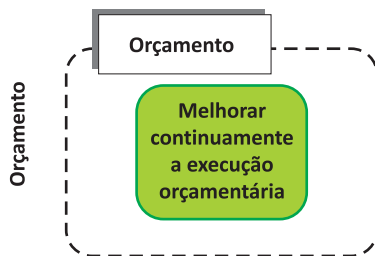 Orçamento
Orçamento
Melhorar
continuamente
a execução
orçamentária